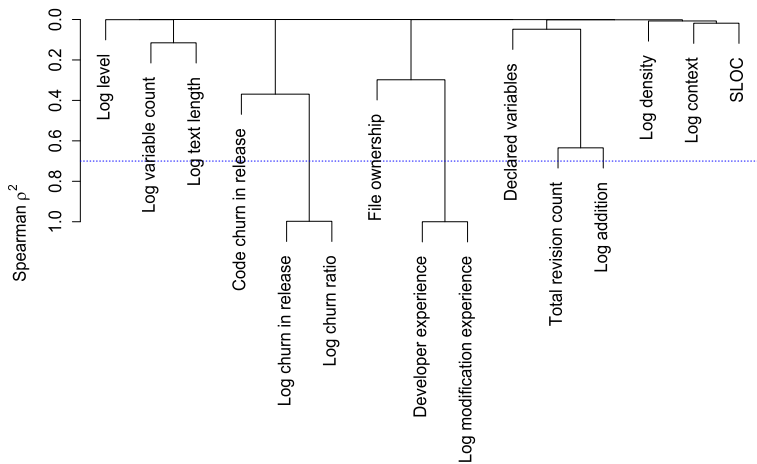 0.0
0.2
0.4
0.6
0.8
1.0
Spearman ρ²
Log level
Log variable count
Log text length
Code churn in release
Log churn in release
Log churn ratio
File ownership
Developer experience
Log modification experience
Declared variables
Total revision count
Log addition
Log density
Log context
SLOC